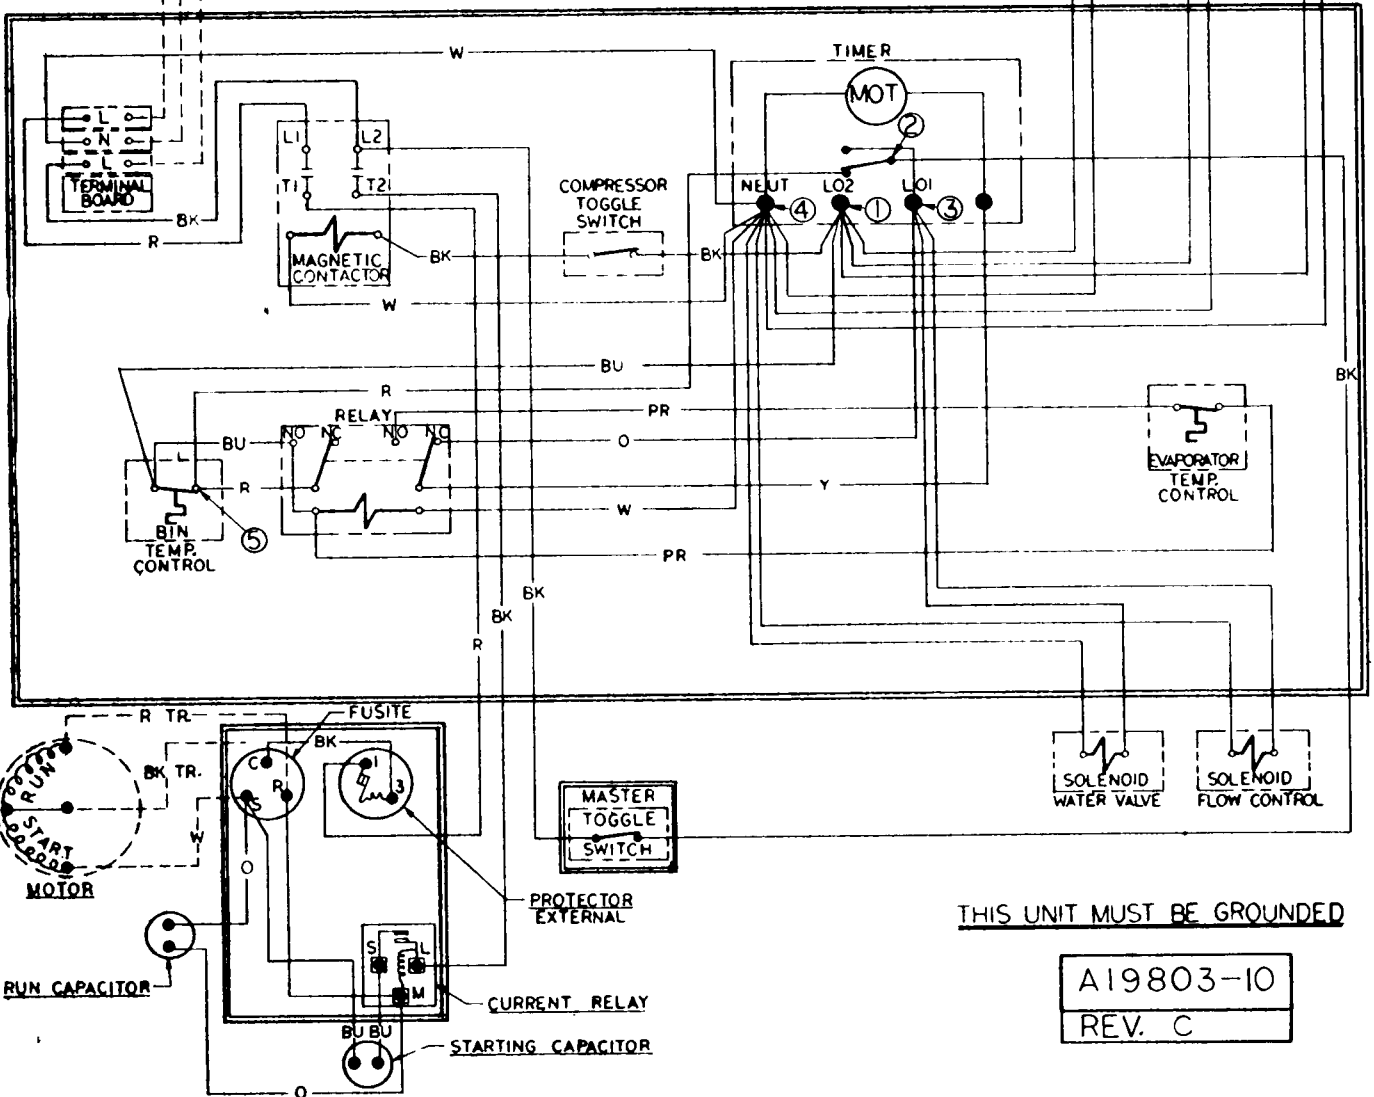 W
TIMER
MOT
L
N
L
TERMINAL
BOARD
L1
L2
T1
T2
2
COMPRESSOR
TOGGLE
SWITCH
NEUT
LO2
LO1
4
1
3
BK
R
MAGNETIC
CONTACTOR
BK
BK
W
BU
R
BK
RELAY
PR
NO
NC
NO
NC
BU
O
L
R
Y
W
EVAPORATOR
TEMP.
CONTROL
BIN
TEMP.
CONTROL
5
PR
BK
BK
R
R TR.
FUSITE
BK
C
R
S
1
3
BK TR.
RUN
START
MOTOR
W
O
SOLENOID
WATER VALVE
SOLENOID
FLOW CONTROL
MASTER
TOGGLE
SWITCH
PROTECTOR
EXTERNAL
THIS UNIT MUST BE GROUNDED
S
L
M
RUN CAPACITOR
CURRENT RELAY
A19803-10
REV. C
BU
BU
STARTING CAPACITOR
O